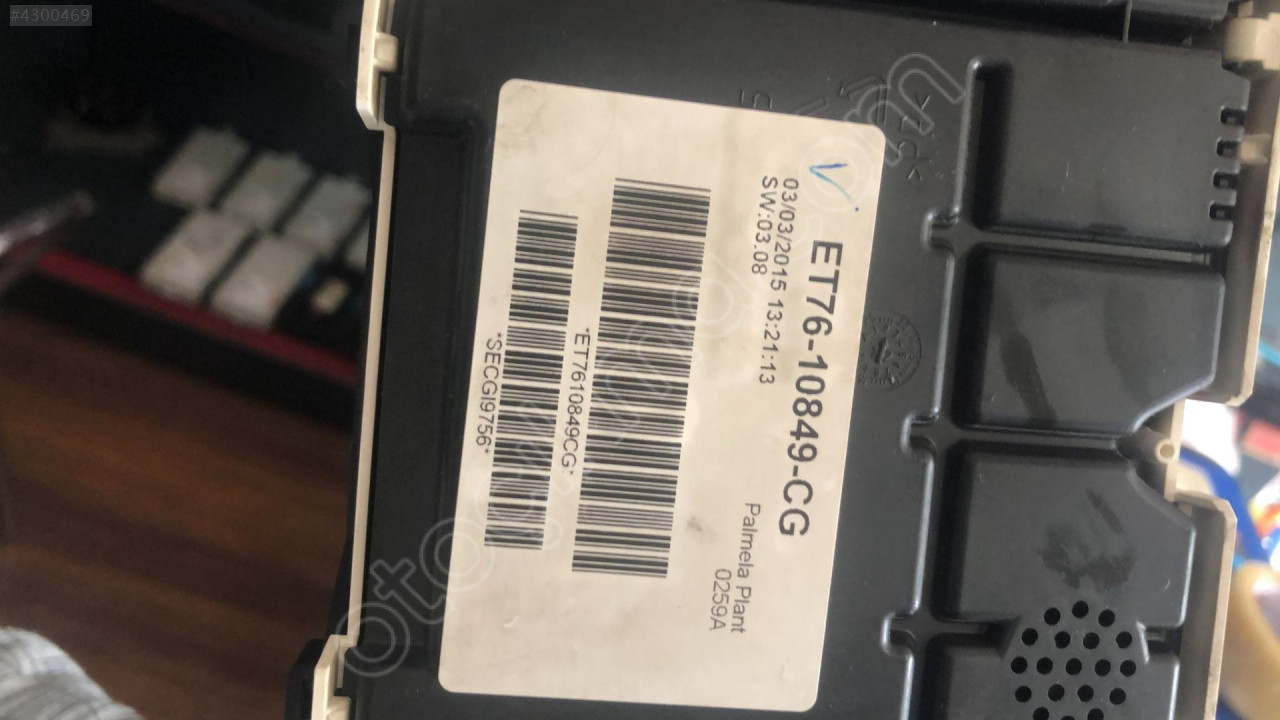 #4300469
ET76-10849-CG
03/03/2015 13:21:13
SW:03.08
Palmela Plant
0259A
*ET7610849CG*
*SECGI9756*